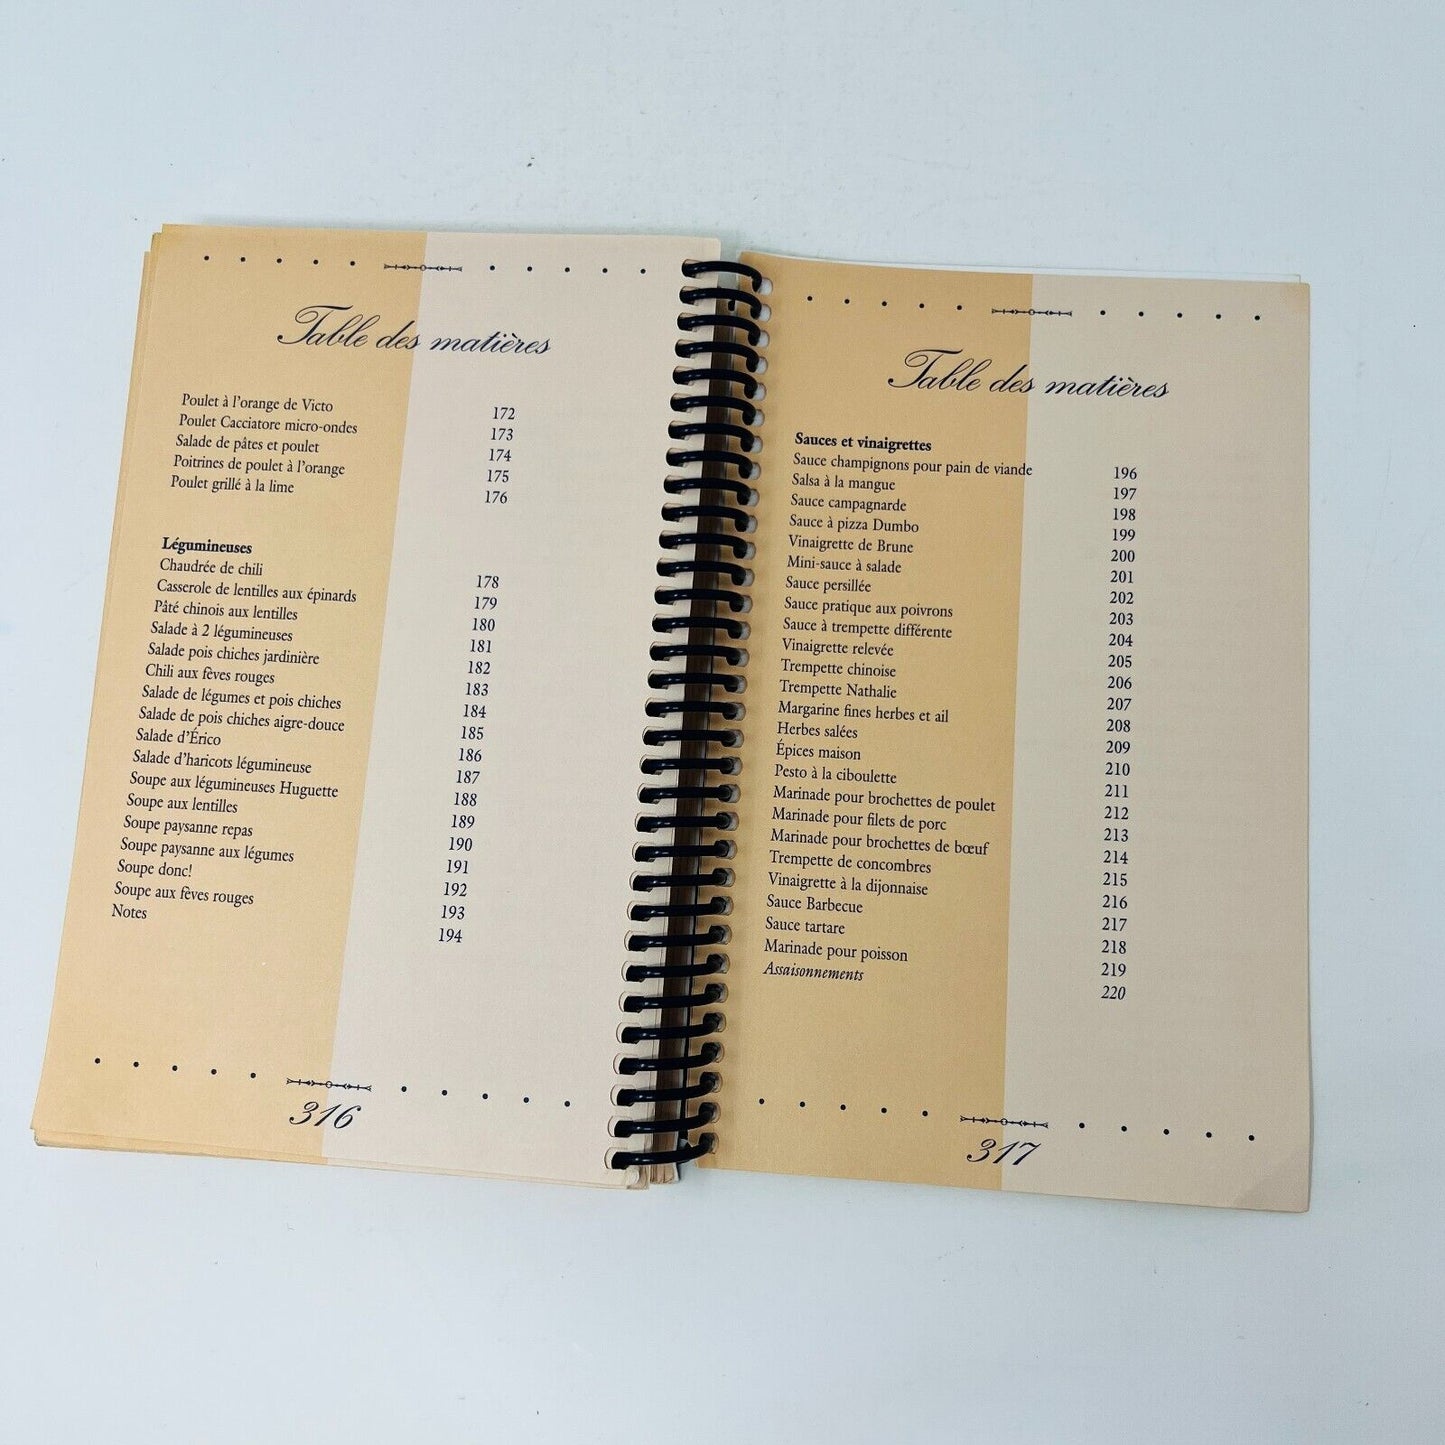 Table des matières
Poulet à l'orange de Victo 172
Poulet Cacciatore micro-ondes 173
Salade de pâtes et poulet 174
Poitrines de poulet à l'orange 175
Poulet grillé à la lime 176
Légumineuses
Chaudrée de chili 178
Casserole de lentilles aux épinards 179
Pâté chinois aux lentilles 180
Salade à 2 légumineuses 181
Salade pois chiches jardinière 182
Chili aux fèves rouges 183
Salade de légumes et pois chiches 184
Salade de pois chiches aigre-douce 185
Salade d'Érico 186
Salade d'haricots légumineuse 187
Soupe aux légumineuses Huguette 188
Soupe aux lentilles 189
Soupe paysanne repas 190
Soupe paysanne aux légumes 191
Soupe donc! 192
Soupe aux fèves rouges 193
Notes 194
316
Table des matières
Sauces et vinaigrettes
Sauce champignons pour pain de viande 196
Salsa à la mangue 197
Sauce campagnarde 198
Sauce à pizza Dumbo 199
Vinaigrette de Brune 200
Mini-sauce à salade 201
Sauce persillée 202
Sauce pratique aux poivrons 203
Sauce à trempette différente 204
Vinaigrette relevée 205
Trempette chinoise 206
Trempette Nathalie 207
Margarine fines herbes et ail 208
Herbes salées 209
Épices maison 210
Pesto à la ciboulette 211
Marinade pour brochettes de poulet 212
Marinade pour filets de porc 213
Marinade pour brochettes de bœuf 214
Trempette de concombres 215
Vinaigrette à la dijonnaise 216
Sauce Barbecue 217
Sauce tartare 218
Marinade pour poisson 219
Assaisonnements 220
317